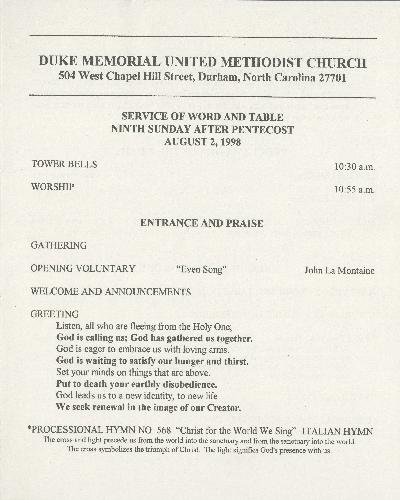 DUKE MEMORIAL UNITED METHODIST CHURCH
504 West Chapel Hill Street, Durham, North Carolina 27701
SERVICE OF WORD AND TABLE
NINTH SUNDAY AFTER PENTECOST
AUGUST 2, 1998
TOWER BELLS 10:30 a.m.
WORSHIP 10:55 a.m.
ENTRANCE AND PRAISE
GATHERING
OPENING VOLUNTARY "Even Song" John La Montaine
WELCOME AND ANNOUNCEMENTS
GREETING
Listen, all who are fleeing from the Holy One;
God is calling us; God has gathered us together.
God is eager to embrace us with loving arms.
God is waiting to satisfy our hunger and thirst.
Set your minds on things that are above.
Put to death your earthly disobedience.
God leads us to a new identity, to new life
We seek renewal in the image of our Creator.
*PROCESSIONAL HYMN NO 568 "Christ for the World We Sing" ITALIAN HYMN
The cross and light precede us from the world into the sanctuary and from the sanctuary into the world.
The cross symbolizes the triumph of Christ. The light signifies God's presence with us.